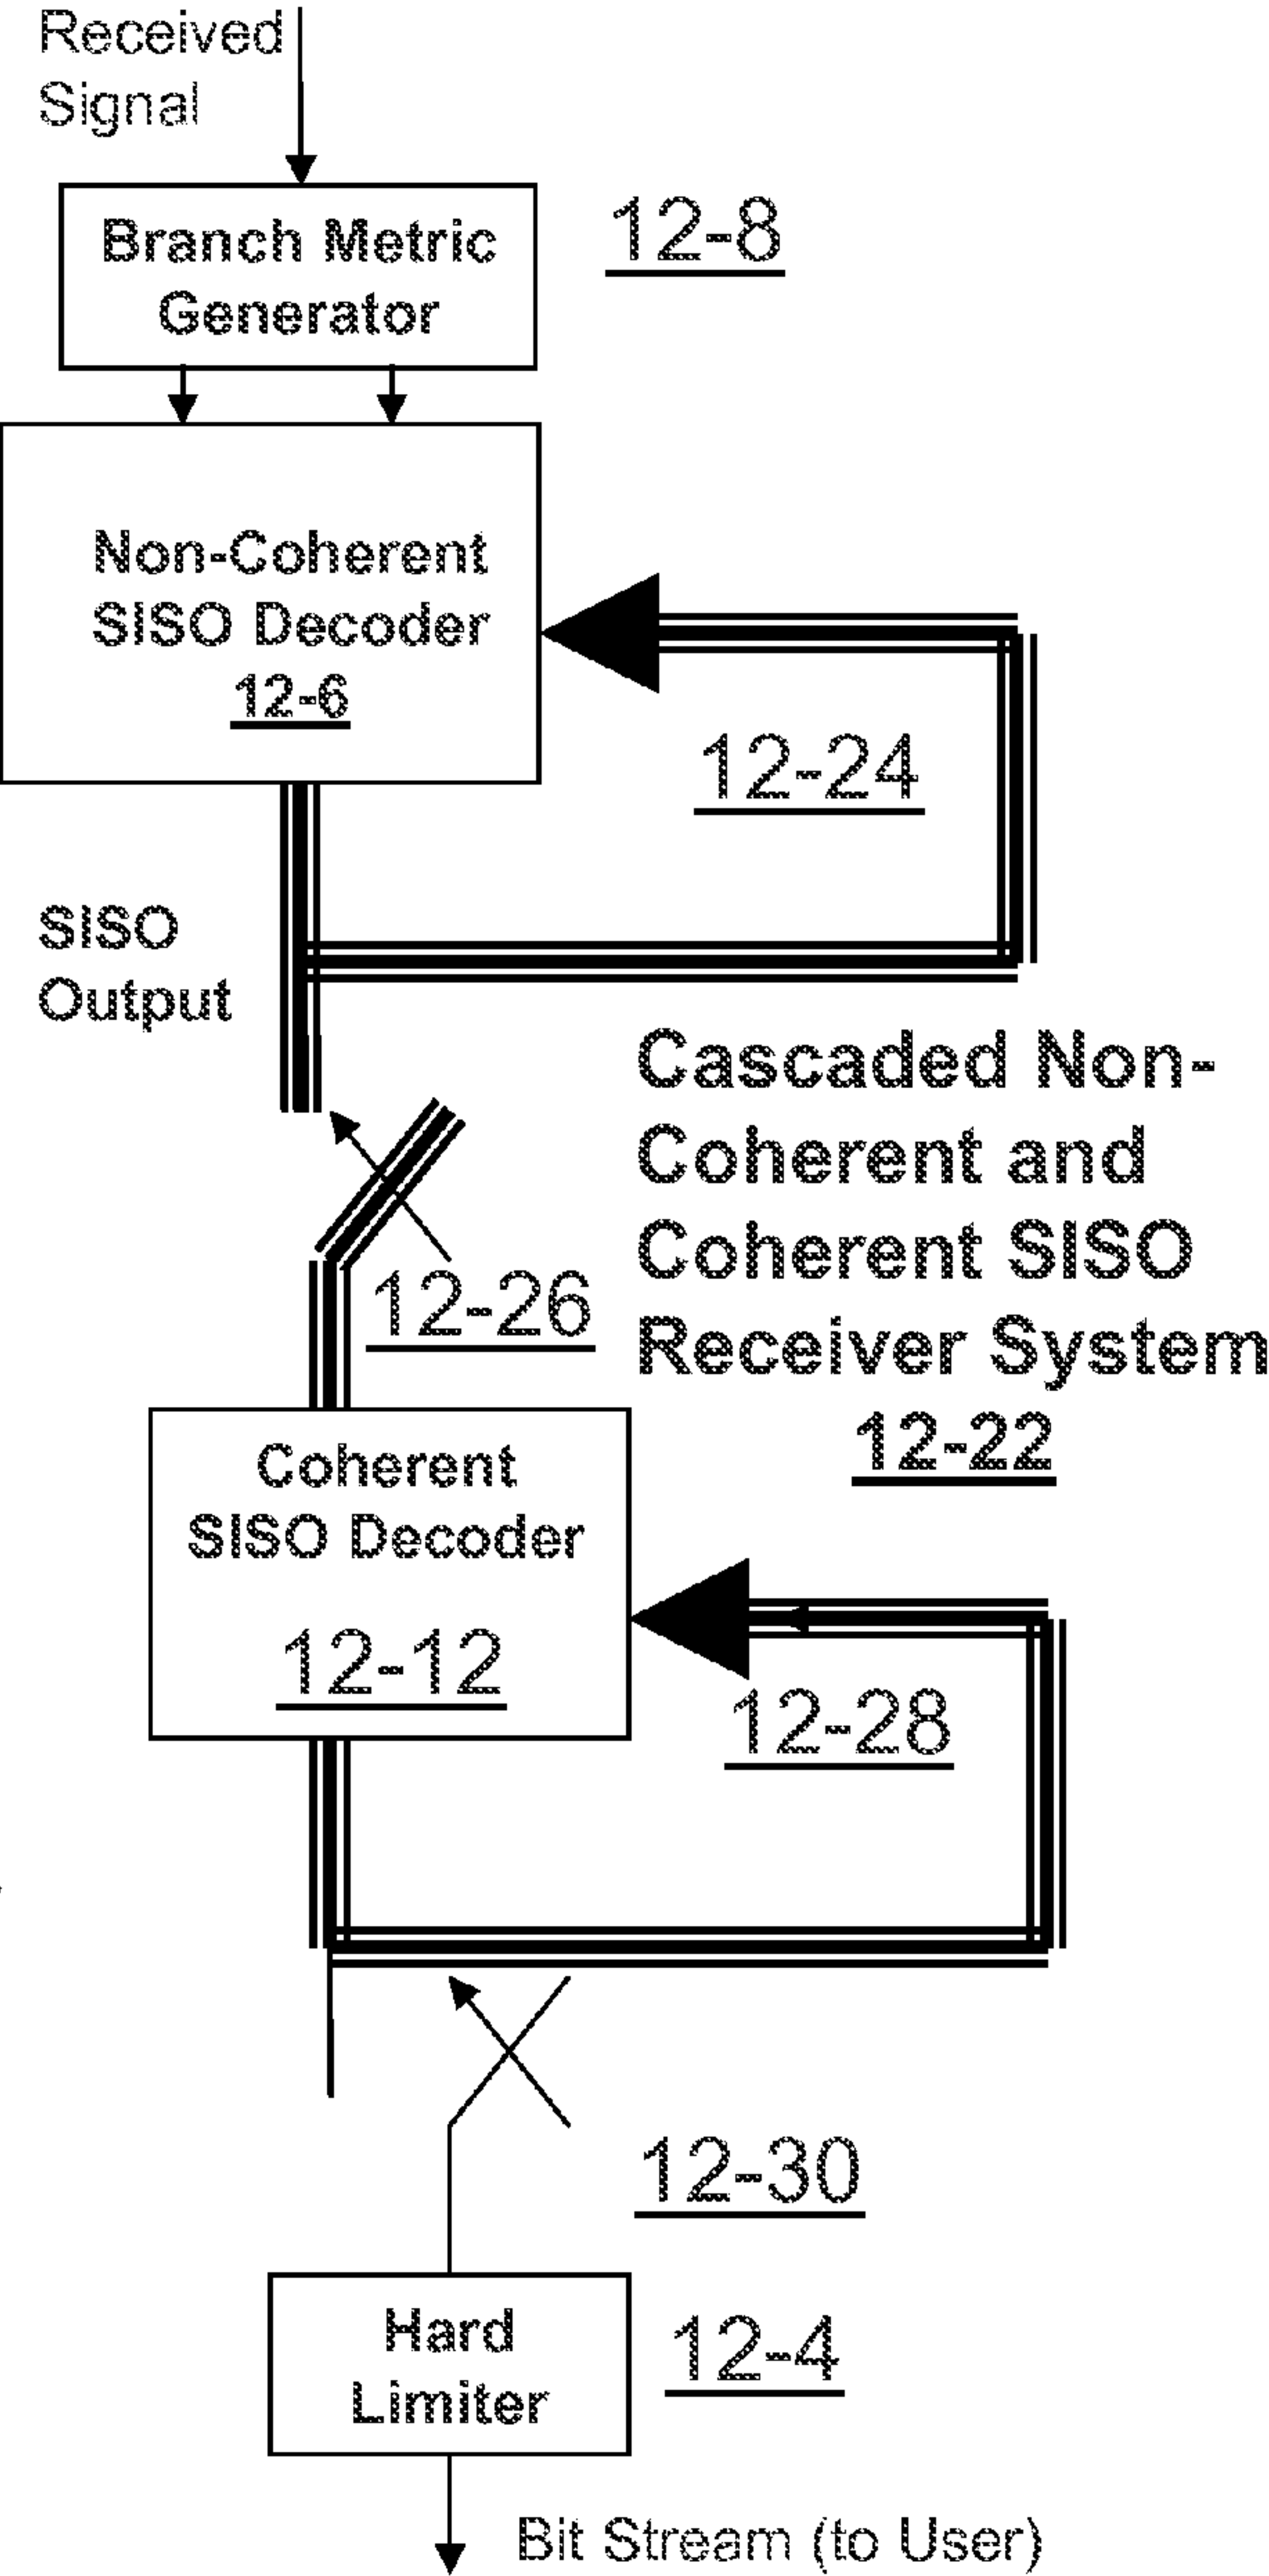 Received
Signal
Branch Metric
Generator
12-8
Non-Coherent
SISO Decoder
12-6
12-24
SISO
Output
Cascaded Non-
Coherent and
Coherent SISO
Receiver System
12-22
12-26
Coherent
SISO Decoder
12-12
12-28
12-30
Hard
Limiter
12-4
Bit Stream (to User)